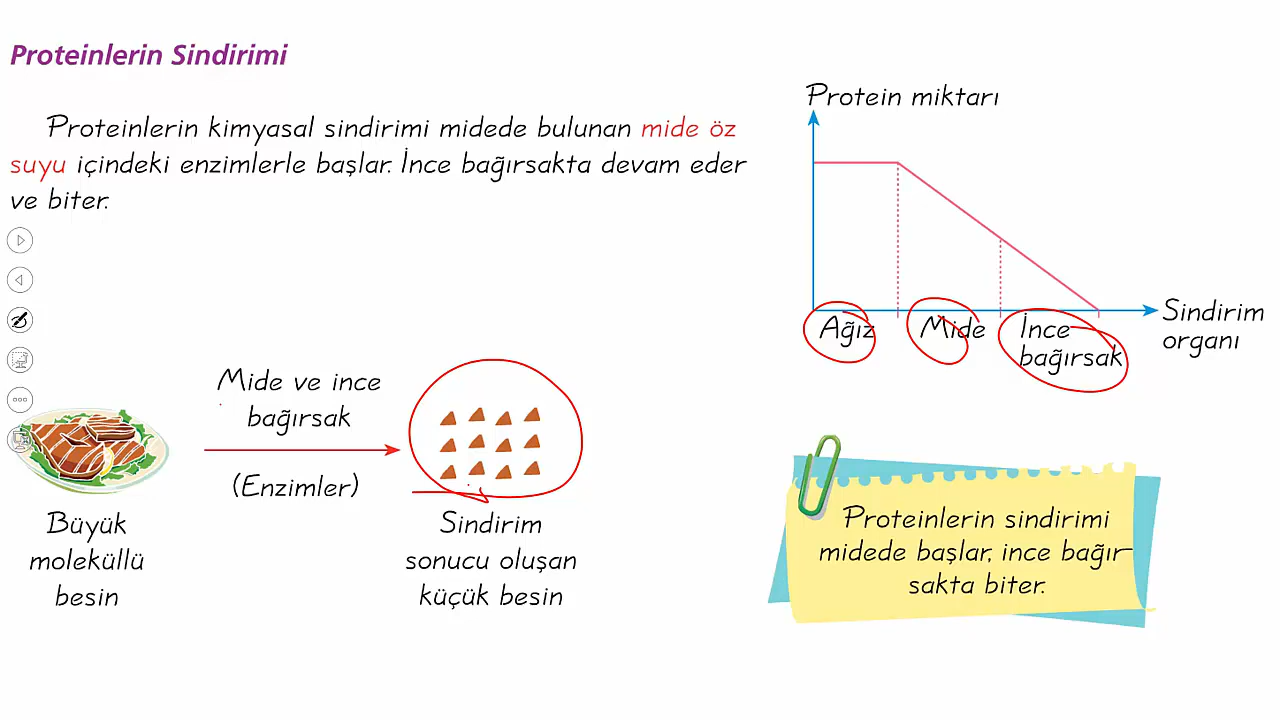 Proteinlerin Sindirimi
Proteinlerin kimyasal sindirimi midede bulunan mide öz
suyu içindeki enzimlerle başlar. İnce bağırsakta devam eder
ve biter.
Protein miktarı
Ağız
Mide
İnce
bağırsak
Sindirim
organı
Mide ve ince
bağırsak
(Enzimler)
Büyük
moleküllü
besin
Sindirim
sonucu oluşan
küçük besin
Proteinlerin sindirimi
midede başlar, ince bağır-
sakta biter.